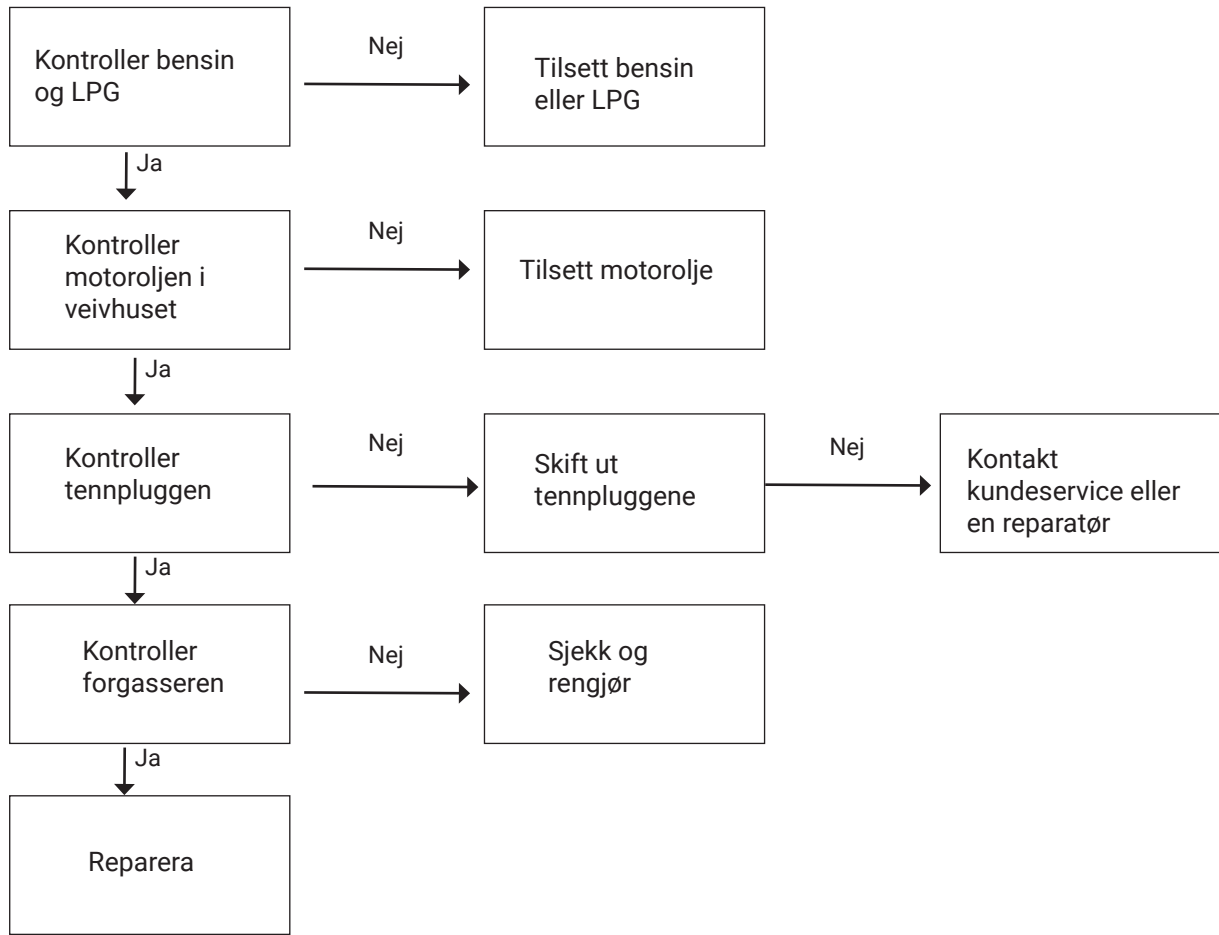 Kontroller bensin
og LPG
Nej
Tilsett bensin
eller LPG
Ja
Kontroller
motoroljen i
veivhuset
Nej
Tilsett motorolje
Ja
Kontroller
tennpluggen
Nej
Skift ut
tennpluggene
Nej
Kontakt
kundeservice eller
en reparatør
Ja
Kontroller
forgasseren
Nej
Sjekk og
rengjør
Ja
Reparera